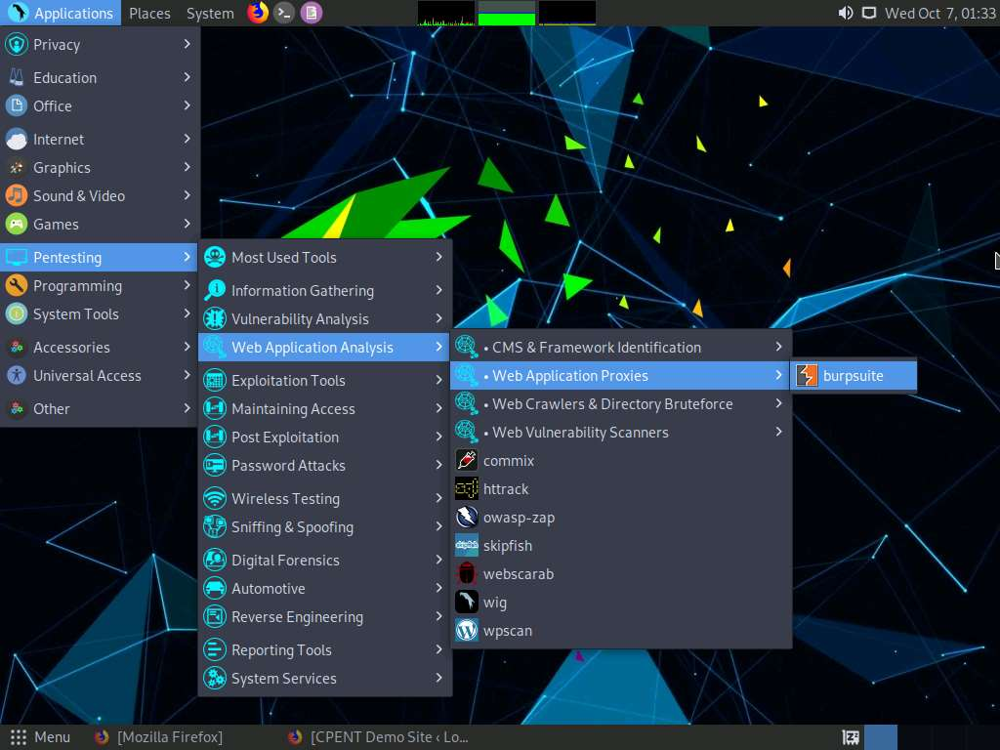 Applications Places System Wed Oct 7, 01:33
Privacy
Education
Office
Internet
Graphics
Sound & Video
Games
Pentesting
Programming
System Tools
Accessories
Universal Access
Other
Most Used Tools
Information Gathering
Vulnerability Analysis
Web Application Analysis
Exploitation Tools
Maintaining Access
Post Exploitation
Password Attacks
Wireless Testing
Sniffing & Spoofing
Digital Forensics
Automotive
Reverse Engineering
Reporting Tools
System Services
• CMS & Framework Identification
• Web Application Proxies
• Web Crawlers & Directory Bruteforce
• Web Vulnerability Scanners
commix
httrack
owasp-zap
skipfish
webscarab
wig
wpscan
burpsuite
Menu [Mozilla Firefox] [CPENT Demo Site ‹ Lo...